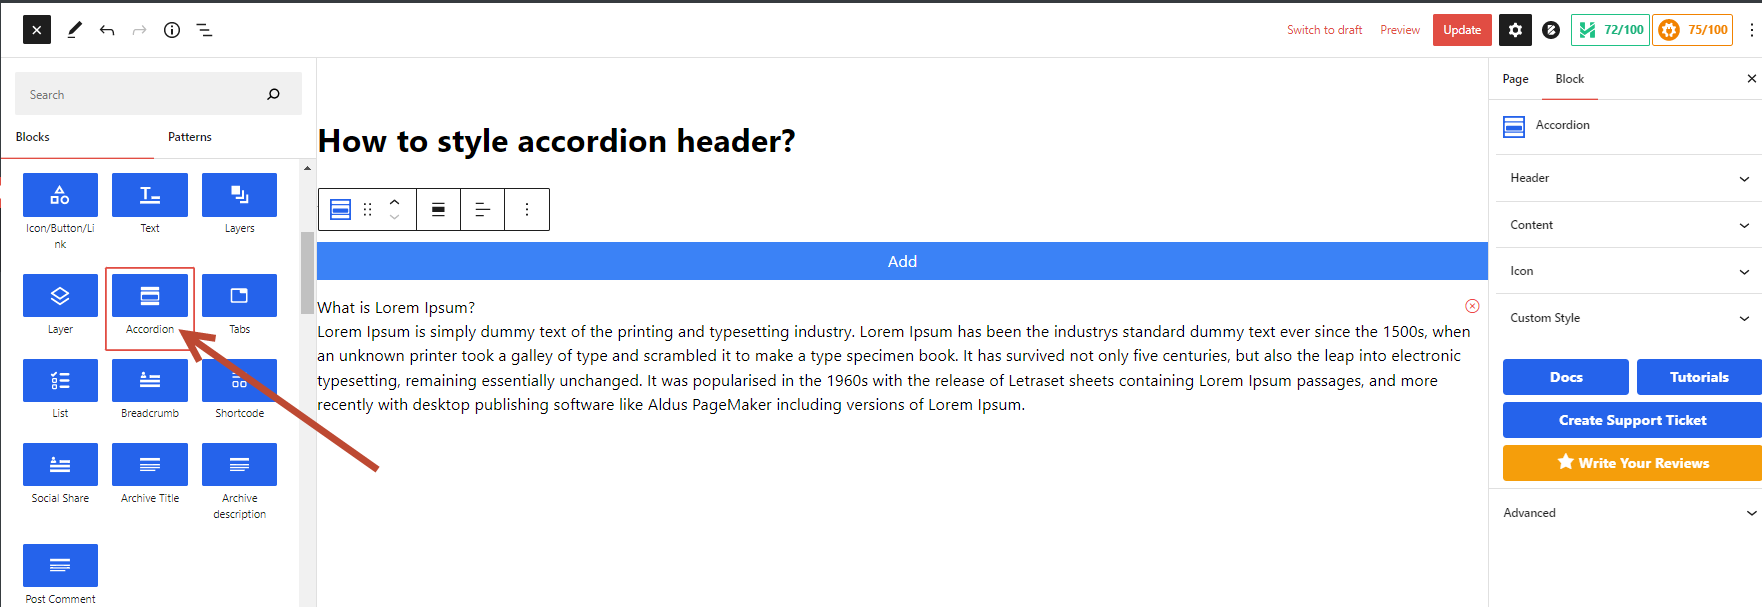 Switch to draft
Preview
Update
72/100
75/100
Search
Blocks
Patterns
Icon/Button/Li
nk
Text
Layers
Layer
Accordion
Tabs
List
Breadcrumb
Shortcode
Social Share
Archive Title
Archive
description
Post Comment
How to style accordion header?
Add
What is Lorem Ipsum?
Lorem Ipsum is simply dummy text of the printing and typesetting industry. Lorem Ipsum has been the industrys standard dummy text ever since the 1500s, when
an unknown printer took a galley of type and scrambled it to make a type specimen book. It has survived not only five centuries, but also the leap into electronic
typesetting, remaining essentially unchanged. It was popularised in the 1960s with the release of Letraset sheets containing Lorem Ipsum passages, and more
recently with desktop publishing software like Aldus PageMaker including versions of Lorem Ipsum.
Page
Block
Accordion
Header
Content
Icon
Custom Style
Docs
Tutorials
Create Support Ticket
Write Your Reviews
Advanced